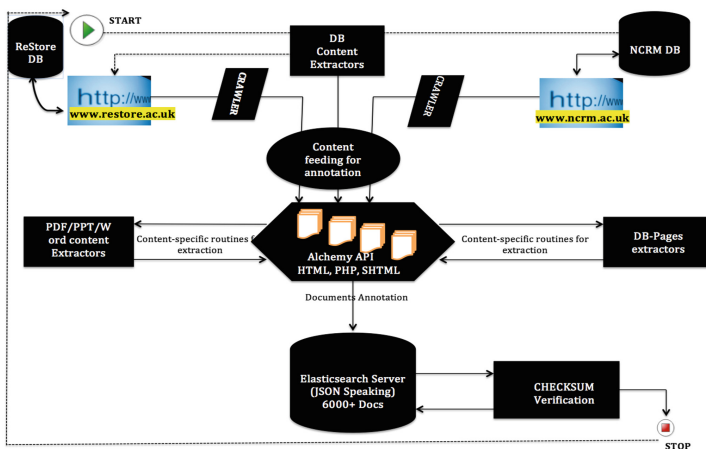 START
ReStore
DB
DB
Content
Extractors
NCRM DB
http://www
www.restore.ac.uk
CRAWLER
CRAWLER
http://www
www.ncrm.ac.uk
Content
feeding for
annotation
PDF/PPT/W
ord content
Extractors
Content-specific routines f
extraction
Alchemy API
HTML, PHP, SHTML
Content-specific routines for
extraction
DB-Pages
extractors
Documents Annotation
Elasticsearch Server
(JSON Speaking)
6000+ Docs
CHECKSUM
Verification
STOP